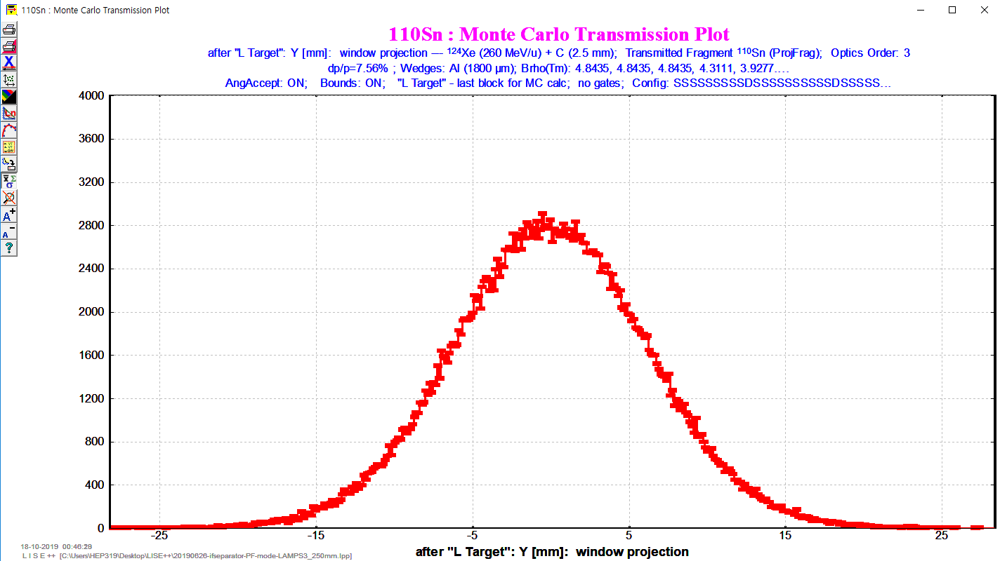 110Sn : Monte Carlo Transmission Plot
110Sn : Monte Carlo Transmission Plot
after "L Target": Y [mm]: window projection --- 124Xe (260 MeV/u) + C (2.5 mm); Transmitted Fragment 110Sn (ProjFrag); Optics Order: 3
dp/p=7.56% ; Wedges: Al (1800 µm); Brho(Tm): 4.8435, 4.8435, 4.8435, 4.3111, 3.9277....
AngAccept: ON; Bounds: ON; "L Target" - last block for MC calc; no gates; Config: SSSSSSSSSDSSSSSSSSSSDSSSSS...
4000
3600
3200
2800
2400
2000
1600
1200
800
400
0
-25 -15 -5 5 15 25
after "L Target": Y [mm]: window projection
18-10-2019 00:46:29
L I S E ++ [C:\Users\HEP319\Desktop\LISE++\20190626-ifseparator-PF-mode-LAMPS3_250mm.lpp]